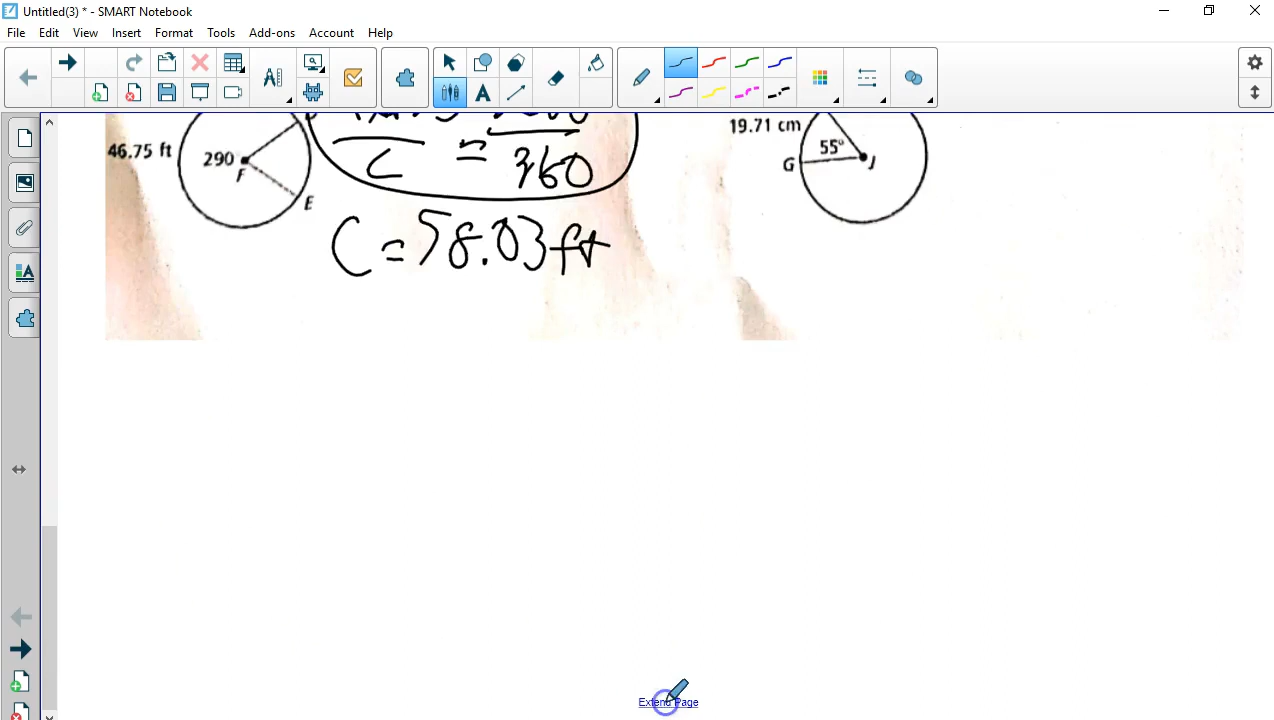 Untitled(3) * - SMART Notebook
File Edit View Insert Format Tools Add-ons Account Help
46.75 ft
290
F
E
C = 360
C = 58.03 ft
19.71 cm
55°
G
J
Extend Page